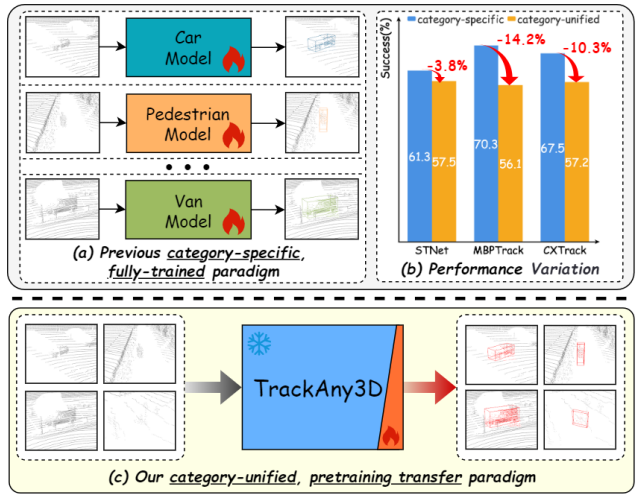 Car
Model
Pedestrian
Model
• • •
Van
Model
(a) Previous category-specific,
fully-trained paradigm
Success(%)
category-specific
category-unified
-3.8%
-14.2%
-10.3%
61.3
57.5
70.3
56.1
67.5
57.2
STNet
MBPTrack
CXTrack
(b) Performance Variation
TrackAny3D
(c) Our category-unified, pretraining transfer paradigm